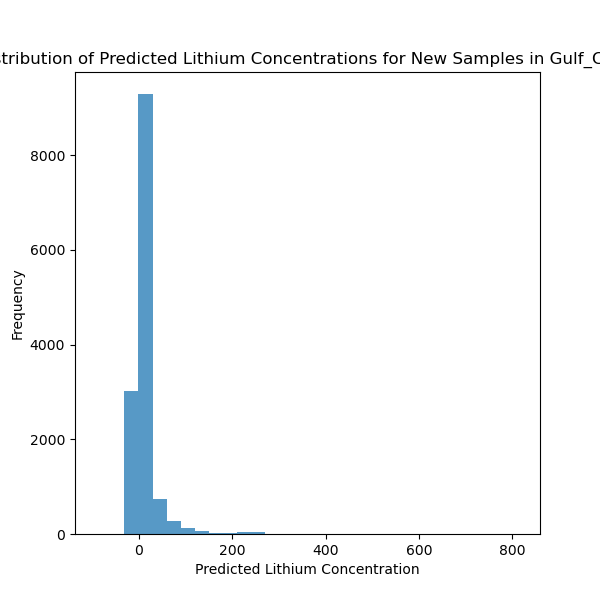 tribution of Predicted Lithium Concentrations for New Samples in Gulf_
8000
6000
4000
2000
0
Frequency
0 200 400 600 800
Predicted Lithium Concentration